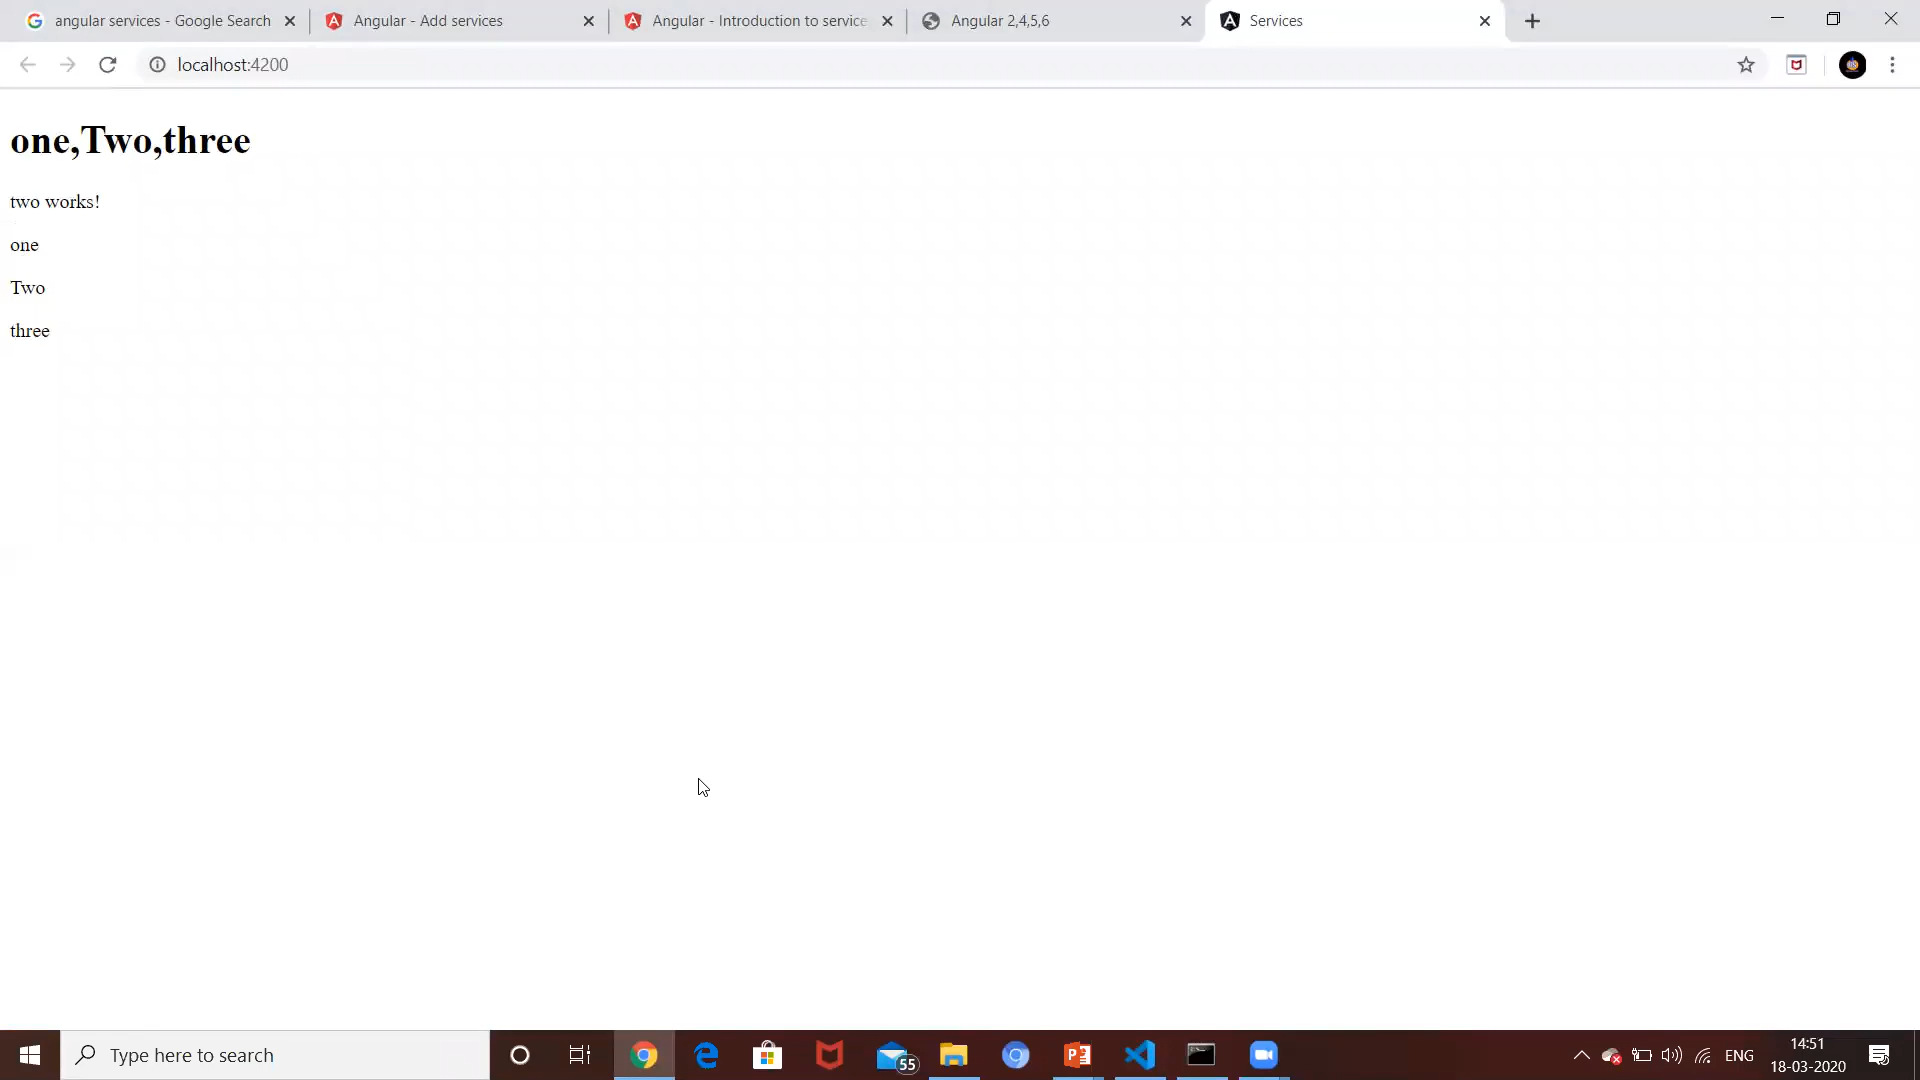 angular services - Google Search
Angular - Add services
Angular - Introduction to service
Angular 2,4,5,6
Services
localhost:4200
one,Two,three
two works!
one
Two
three
Type here to search
55
ENG
14:51
18-03-2020